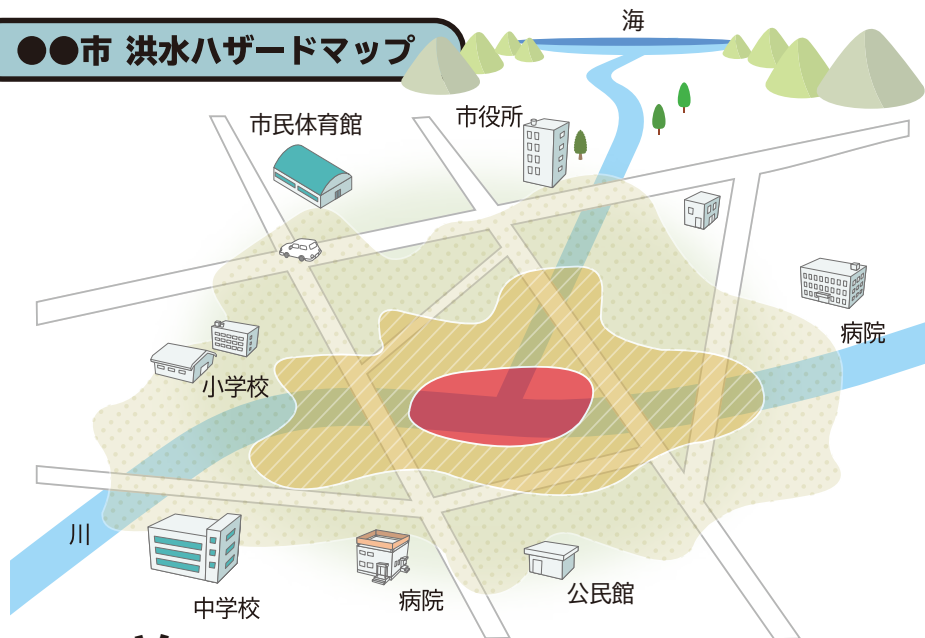 ●●市 洪水ハザードマップ
海
市民体育館
市役所
病院
小学校
川
中学校
病院
公民館